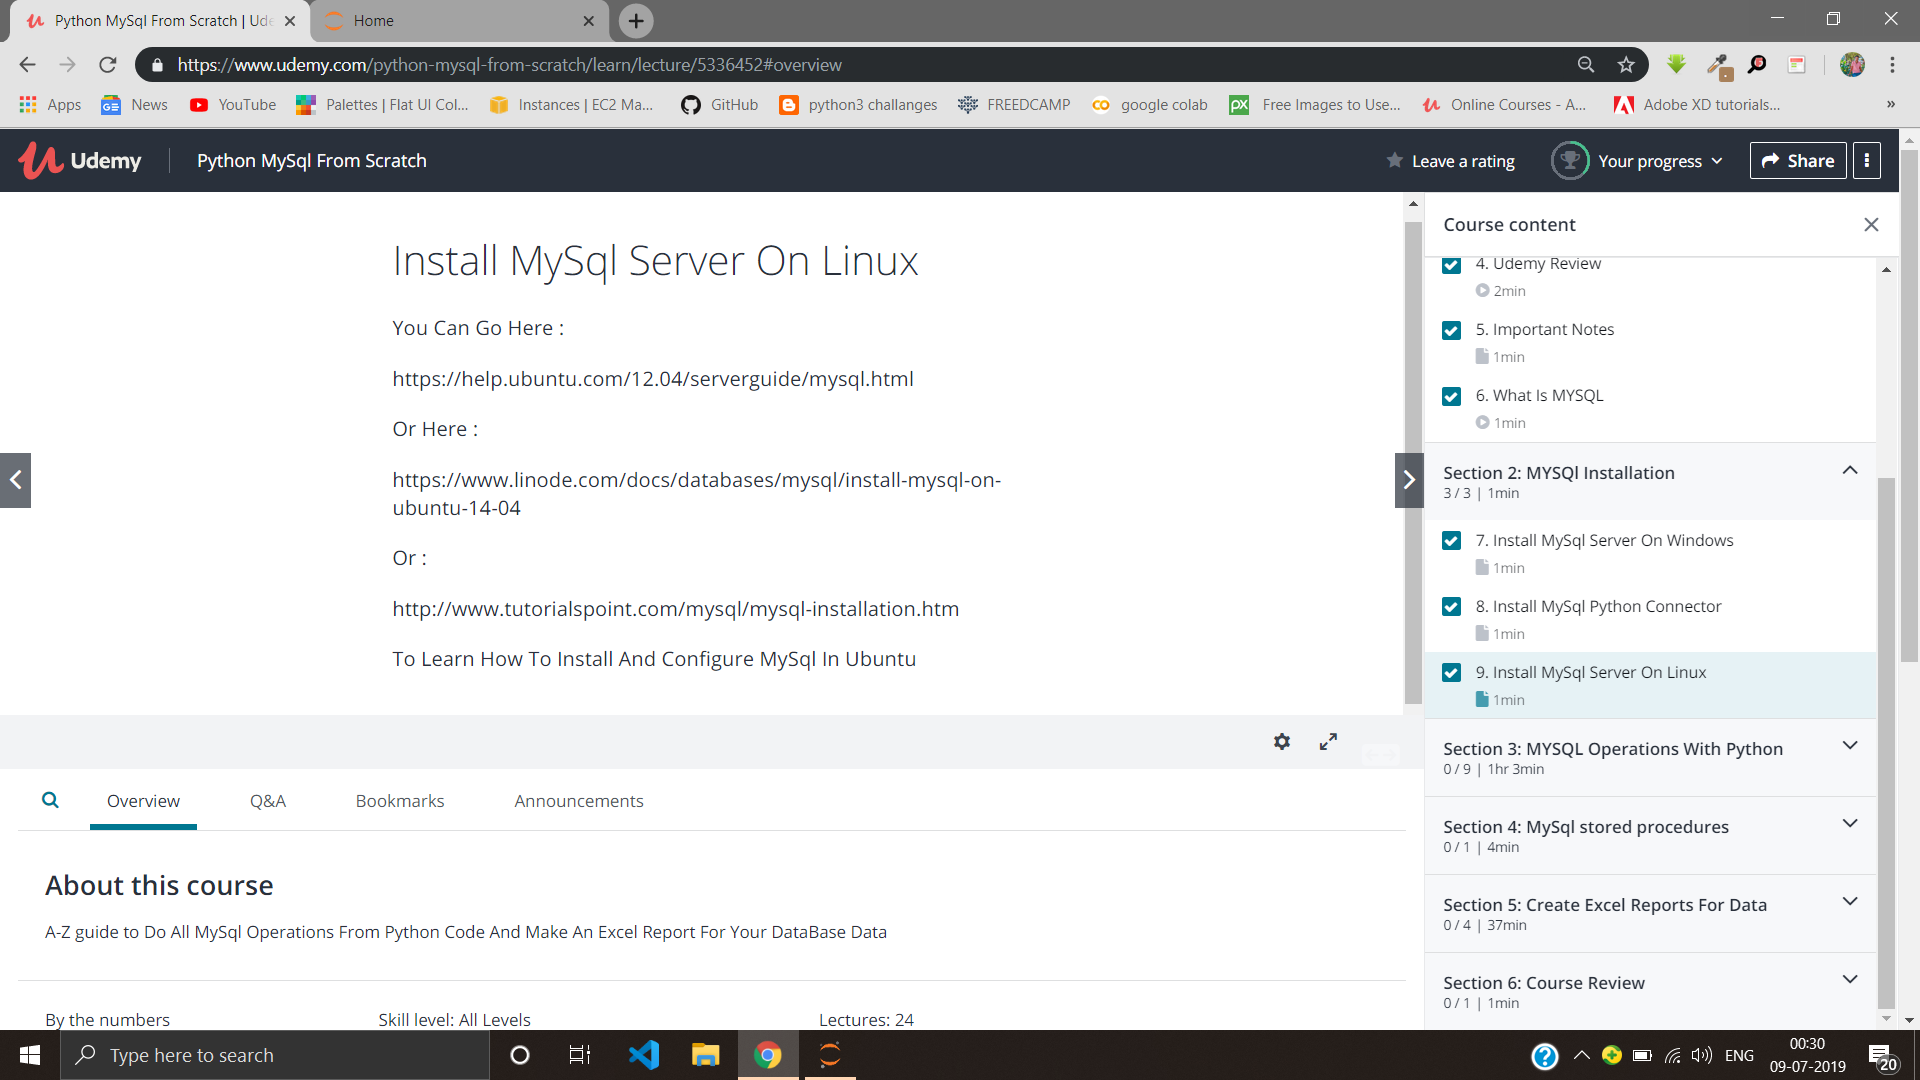 Python MySql From Scratch | Ude
Home
https://www.udemy.com/python-mysql-from-scratch/learn/lecture/5336452#overview
Apps
News
YouTube
Palettes | Flat UI Col...
Instances | EC2 Ma...
GitHub
python3 challanges
FREEDCAMP
google colab
Free Images to Use...
Online Courses - A...
Adobe XD tutorials...
»
Udemy
Python MySql From Scratch
Leave a rating
Your progress
Share
Install MySql Server On Linux
You Can Go Here :
https://help.ubuntu.com/12.04/serverguide/mysql.html
Or Here :
https://www.linode.com/docs/databases/mysql/install-mysql-on-
ubuntu-14-04
Or :
http://www.tutorialspoint.com/mysql/mysql-installation.htm
To Learn How To Install And Configure MySql In Ubuntu
Course content
4. Udemy Review
2min
5. Important Notes
1min
6. What Is MYSQL
1min
Section 2: MYSQl Installation
3 / 3 | 1min
7. Install MySql Server On Windows
1min
8. Install MySql Python Connector
1min
9. Install MySql Server On Linux
1min
Section 3: MYSQL Operations With Python
0 / 9 | 1hr 3min
Section 4: MySql stored procedures
0 / 1 | 4min
Section 5: Create Excel Reports For Data
0 / 4 | 37min
Section 6: Course Review
0 / 1 | 1min
Overview
Q&A
Bookmarks
Announcements
About this course
A-Z guide to Do All MySql Operations From Python Code And Make An Excel Report For Your DataBase Data
By the numbers
Skill level: All Levels
Lectures: 24
Type here to search
ENG
00:30
09-07-2019
20